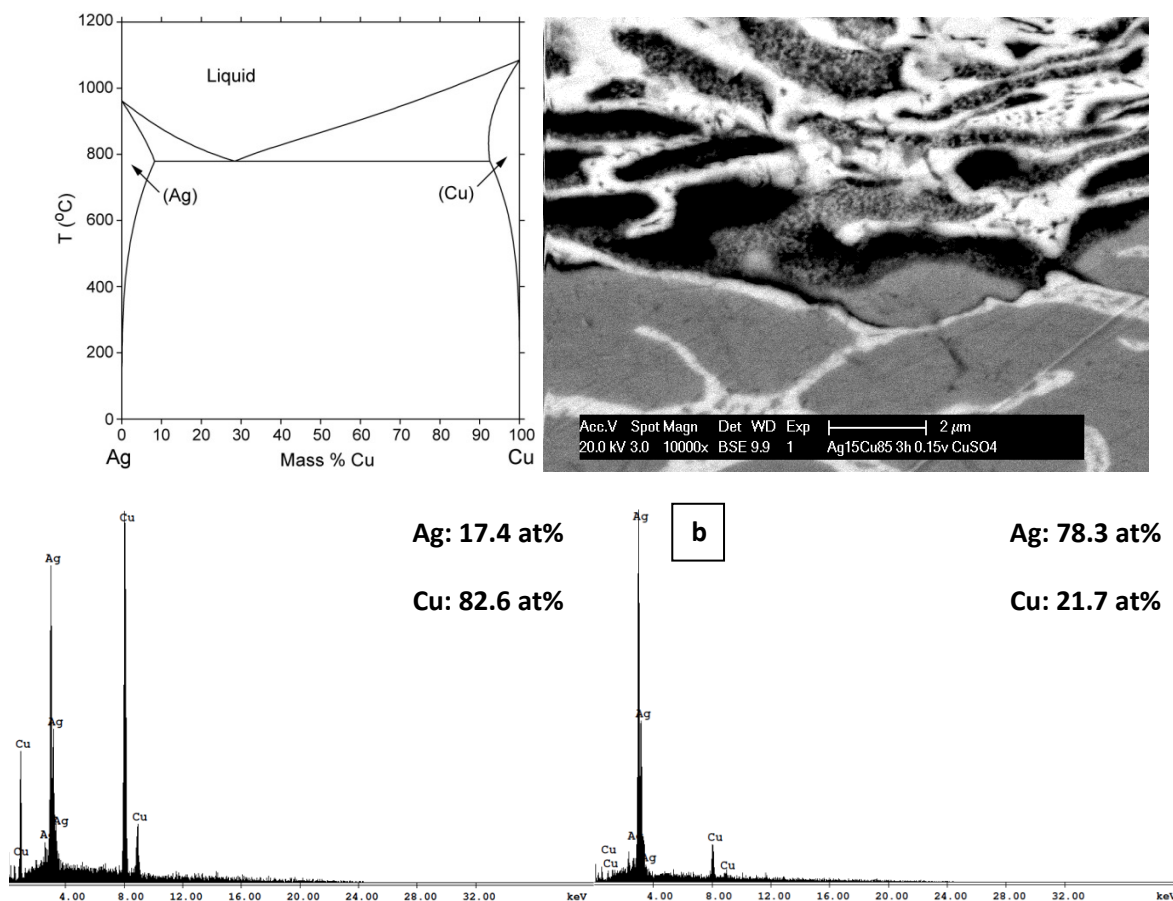 1200
1000
800
600
400
200
0
T (°C)
Liquid
(Ag)
(Cu)
0 10 20 30 40 50 60 70 80 90 100
Ag Mass % Cu Cu
Acc.V Spot Magn Det WD Exp 2 µm
20.0 kV 3.0 10000x BSE 9.9 1 Ag15Cu85 3h 0.15v CuSO4
Cu
Ag
Ag
Cu
Cu
Ag
Ag
Cu
Ag: 17.4 at%
Cu: 82.6 at%
4.00 8.00 12.00 16.00 20.00 24.00 28.00 32.00 keV
Ag
b
Ag
Cu
Cu
Ag
Ag
Cu
Cu
Ag: 78.3 at%
Cu: 21.7 at%
4.00 8.00 12.00 16.00 20.00 24.00 28.00 32.00